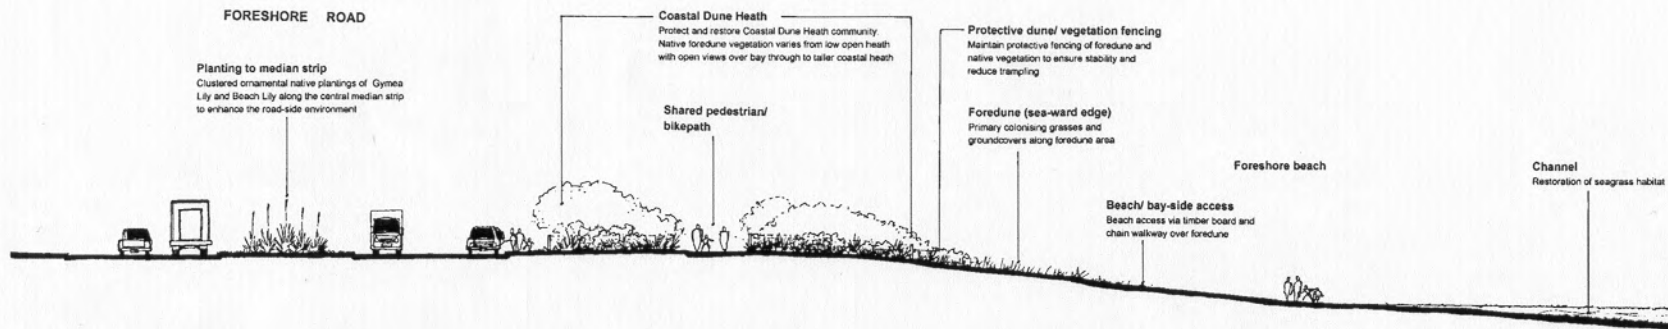 FORESHORE ROAD
Planting to median strip
Clustered ornamental native plantings of Gymea
Lily and Beach Lily along the central median strip
to enhance the road-side environment
Coastal Dune Heath
Protect and restore Coastal Dune Heath community.
Native foredune vegetation varies from low open heath
with open views over bay through to taller coastal heath
Shared pedestrian/
bikepath
Protective dune/ vegetation fencing
Maintain protective fencing of foredune and
native vegetation to ensure stability and
reduce trampling
Foredune (sea-ward edge)
Primary colonising grasses and
groundcovers along foredune area
Beach/ bay-side access
Beach access via timber board and
chain walkway over foredune
Foreshore beach
Channel
Restoration of seagrass habitat